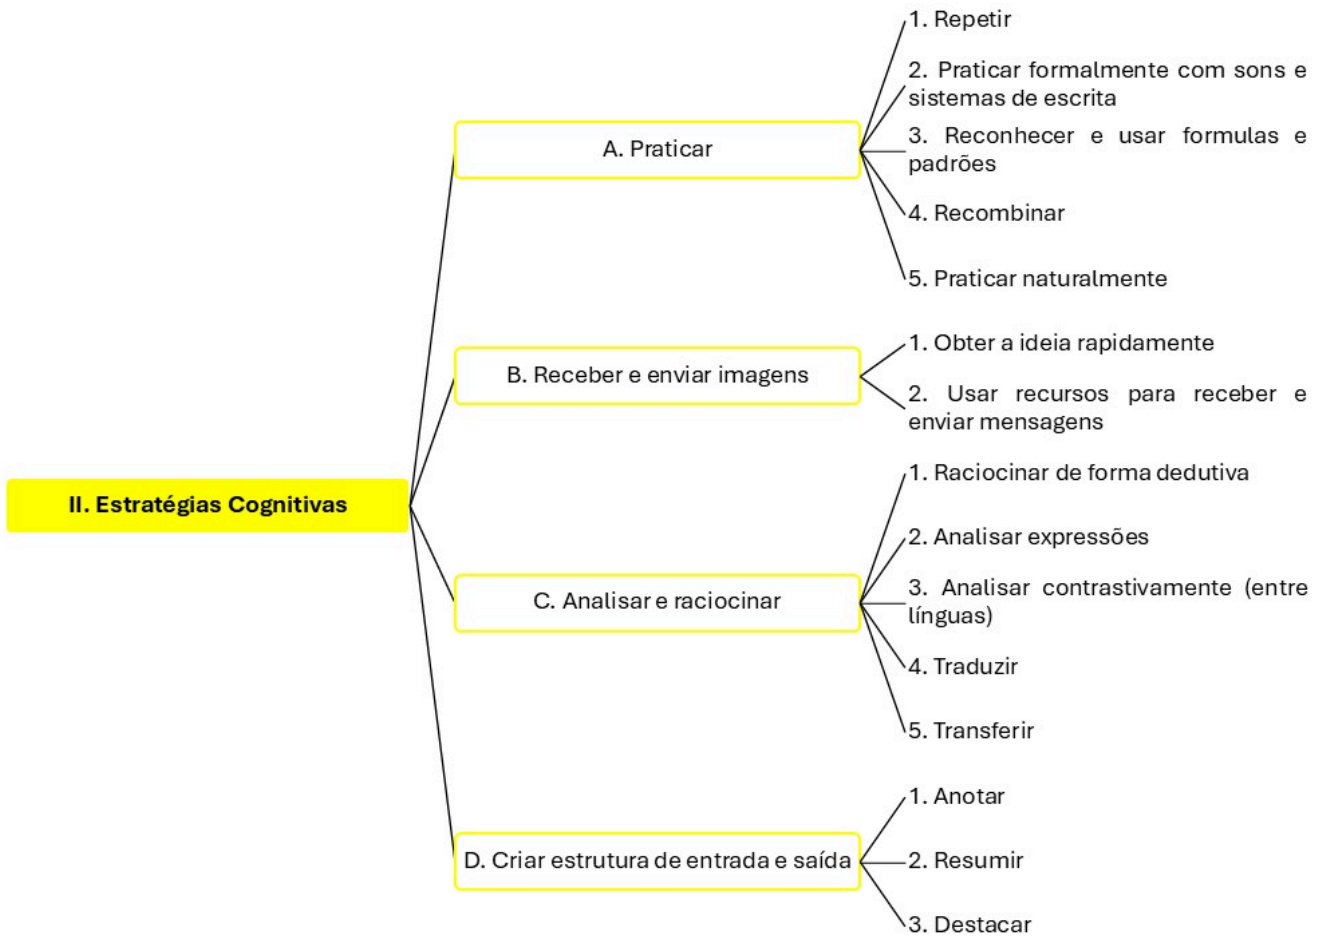 II. Estratégias Cognitivas
A. Praticar
1. Repetir
2. Praticar formalmente com sons e
sistemas de escrita
3. Reconhecer e usar formulas e
padrões
4. Recombinar
5. Praticar naturalmente
B. Receber e enviar imagens
1. Obter a ideia rapidamente
2. Usar recursos para receber e
enviar mensagens
C. Analisar e raciocinar
1. Raciocinar de forma dedutiva
2. Analisar expressões
3. Analisar contrastivamente (entre
línguas)
4. Traduzir
5. Transferir
D. Criar estrutura de entrada e saída
1. Anotar
2. Resumir
3. Destacar